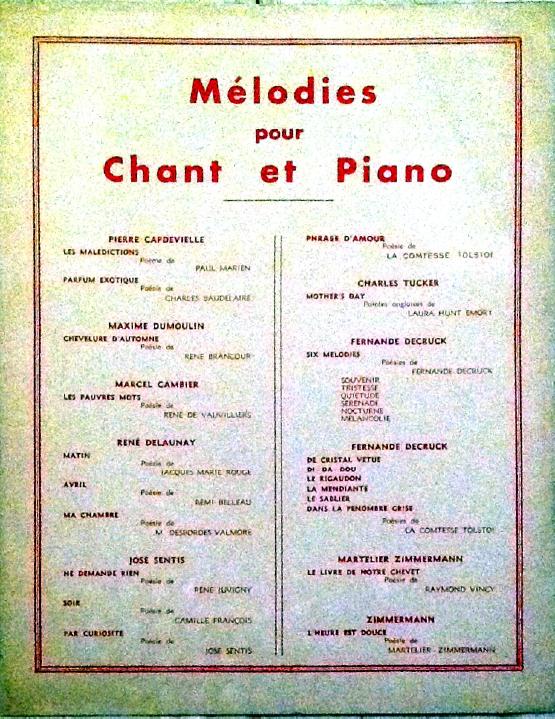 Mélodies
pour
Chant et Piano
PIERRE CAPDEVIELLE
LES MALEDICTIONS
Poème de
PAUL MARIEN
PARFUM EXOTIQUE
Poésie de
CHARLES BAUDELAIRE
MAXIME DUMOULIN
CHEVELURE D'AUTOMNE
Poésie de
RENE BRANCOUR
MARCEL CAMBIER
LES PAUVRES MOTS
Poésie de
RENE DE VAUVILLIERS
RENÉ DELAUNAY
MATIN
Poésie de
JACQUES MARIE ROUGE
AVRIL
Poésie de
REMI BELLEAU
MA CHAMBRE
Poésie de
M. DESBORDES-VALMORE
JOSE SENTIS
NE DEMANDE RIEN
Poésie de
RENE JUVIGNY
SOIR
Poésie de
CAMILLE FRANÇOIS
PAR CURIOSITE
Poésie de
JOSE SENTIS
PHRASE D'AMOUR
Poésie de
LA COMTESSE TOLSTOI
CHARLES TUCKER
MOTHER'S DAY
Paroles anglaises de
LAURA HUNT EMORY
FERNANDE DECRUCK
SIX MELODIES
Poésies de
FERNANDE DECRUCK
SOUVENIR
TRISTESSE
QUIETUDE
SERENADE
NOCTURNE
MELANCOLIE
FERNANDE DECRUCK
DE CRISTAL VETUE
DI DA DOU
LE RIGAUDON
LA MENDIANTE
LE SABLIER
DANS LA PENOMBRE GRISE
Poésies de
LA COMTESSE TOLSTOI
MARTELIER ZIMMERMANN
LE LIVRE DE NOTRE CHEVET
Poésie de
RAYMOND VINCY
ZIMMERMANN
L'HEURE EST DOUCE
Poésie de
MARTELIER ZIMMERMANN